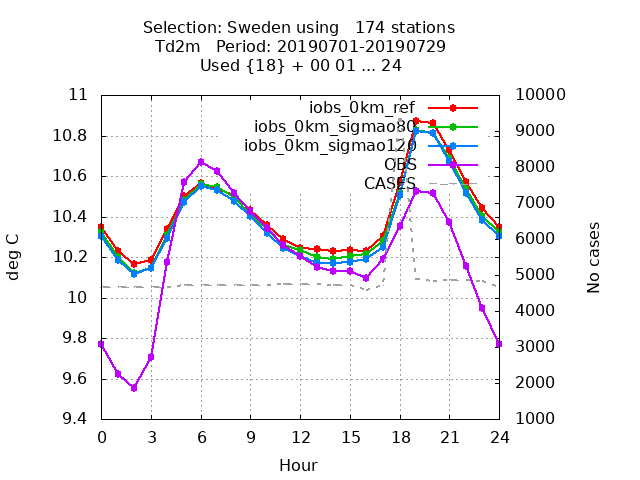 Selection: Sweden using   174 stations
Td2m   Period: 20190701-20190729
Used {18} + 00 01 ... 24
iobs_0km_ref
iobs_0km_sigmao80
iobs_0km_sigmao120
OBS
CASES
deg C
11
10.8
10.6
10.4
10.2
10
9.8
9.6
9.4
No cases
10000
9000
8000
7000
6000
5000
4000
3000
2000
1000
0 3 6 9 12 15 18 21 24
Hour